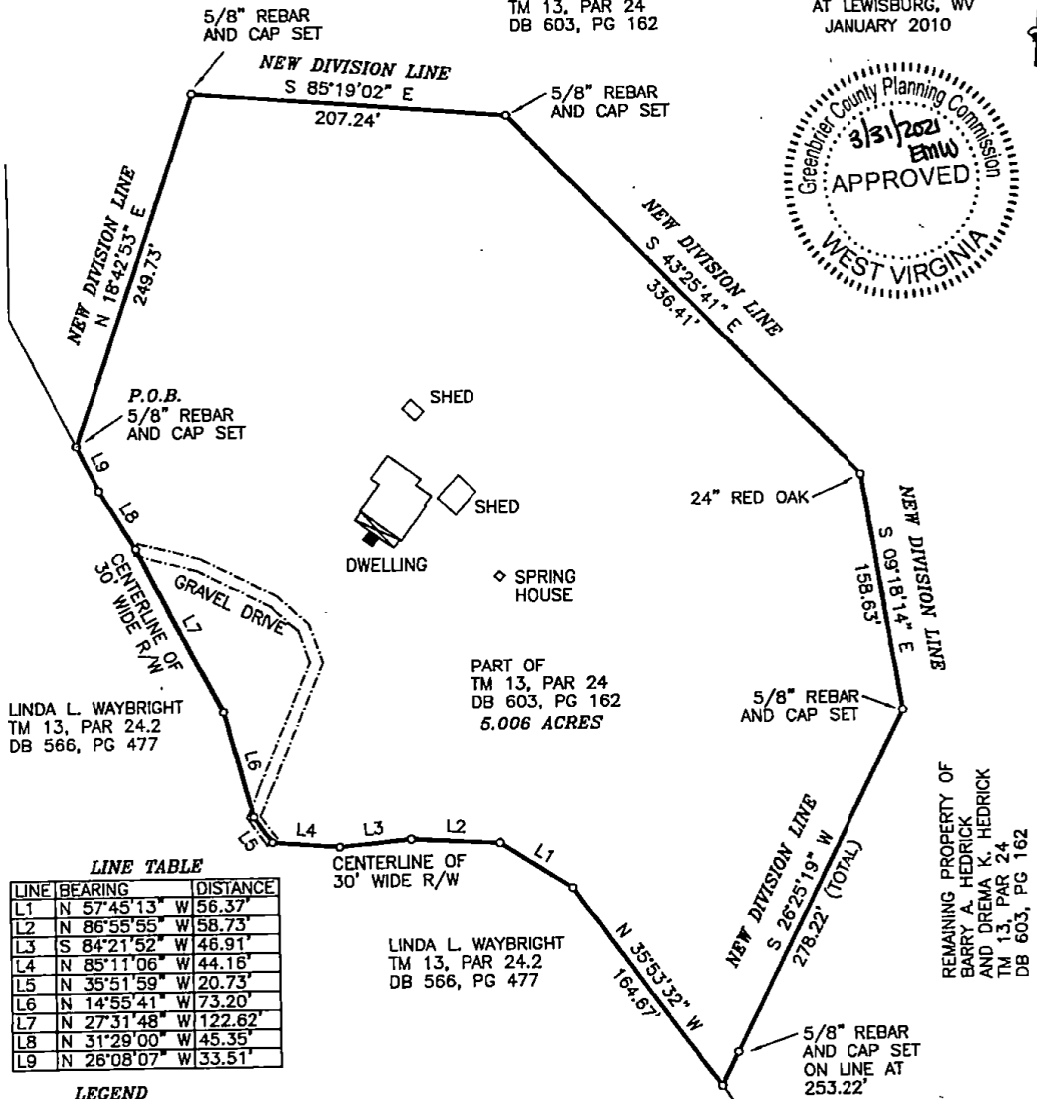 TM 13, PAR 24
DB 603, PG 162
AT LEWISBURG, WV
JANUARY 2010
5/8" REBAR
AND CAP SET
NEW DIVISION LINE
S 85°19'02" E
207.24'
5/8" REBAR
AND CAP SET
Greenbrier County Planning Commission
3/31/2021
EMW
APPROVED
WEST VIRGINIA
NEW DIVISION LINE
N 18°42'53" E
249.73'
NEW DIVISION LINE
S 43°25'41" E
336.41'
P.O.B.
5/8" REBAR
AND CAP SET
SHED
SHED
DWELLING
SPRING
HOUSE
24" RED OAK
NEW DIVISION LINE
S 09°18'14" E
158.63'
L9
L8
CENTERLINE OF
30' WIDE R/W
GRAVEL DRIVE
L7
LINDA L. WAYBRIGHT
TM 13, PAR 24.2
DB 566, PG 477
PART OF
TM 13, PAR 24
DB 603, PG 162
5.006 ACRES
5/8" REBAR
AND CAP SET
L6
L5
L4
L3
L2
L1
CENTERLINE OF
30' WIDE R/W
NEW DIVISION LINE
S 26°25'19" W
278.22' (TOTAL)
REMAINING PROPERTY OF
BARRY A. HEDRICK
AND DREMA K. HEDRICK
TM 13, PAR 24
DB 603, PG 162
LINDA L. WAYBRIGHT
TM 13, PAR 24.2
DB 566, PG 477
N 35°53'32" W
164.67'
5/8" REBAR
AND CAP SET
ON LINE AT
253.22'
LINE TABLE
LINE BEARING DISTANCE
L1 N 57°45'13" W 56.37'
L2 N 86°55'55" W 58.73'
L3 S 84°21'52" W 46.91'
L4 N 85°11'06" W 44.16'
L5 N 35°51'59" W 20.73'
L6 N 14°55'41" W 73.20'
L7 N 27°31'48" W 122.62'
L8 N 31°29'00" W 45.35'
L9 N 26°08'07" W 33.51'
LEGEND